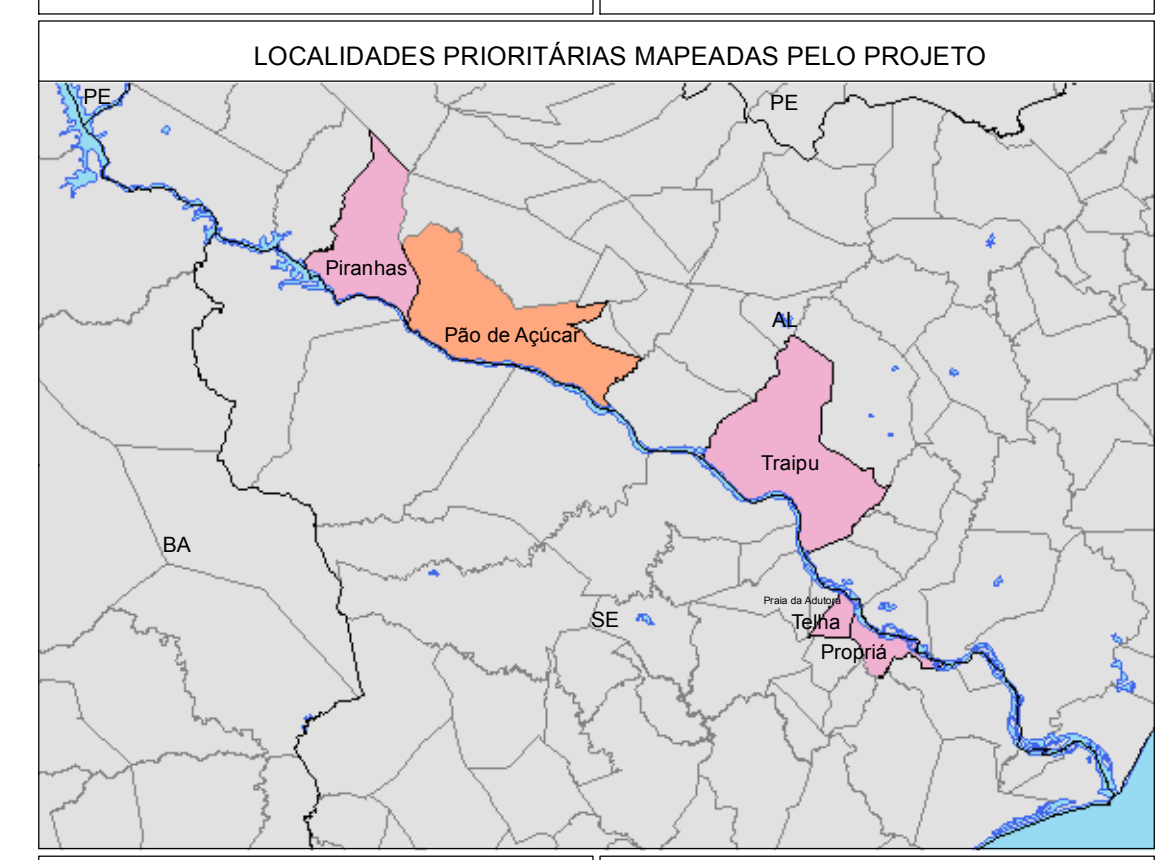 LOCALIDADES PRIORITÁRIAS MAPEADAS PELO PROJETO
PE
PE
Piranhas
AL
Pão de Açúcar
Traipu
BA
Praia da Adutora
SE
Telha
Propriá